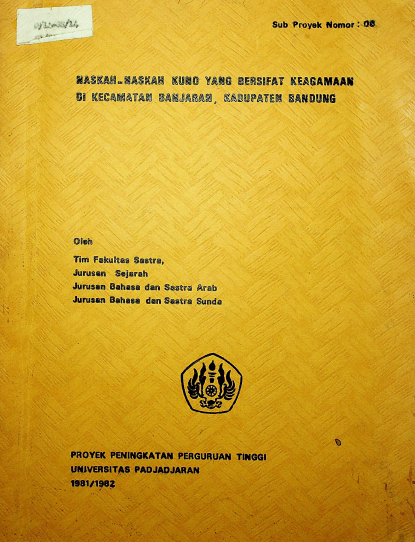 Sub Proyek Nomor : 06
NASKAH-NASKAH KUNO YANG BERSIFAT KEAGAMAAN
DI KECAMATAN BANJARAN, KABUPATEN BANDUNG
Oleh
Tim Fakultas Sastra,
Jurusan Sejarah
Jurusan Bahasa dan Sastra Arab
Jurusan Bahasa dan Sastra Sunda
PROYEK PENINGKATAN PERGURUAN TINGGI
UNIVERSITAS PADJADJARAN
1981/1982